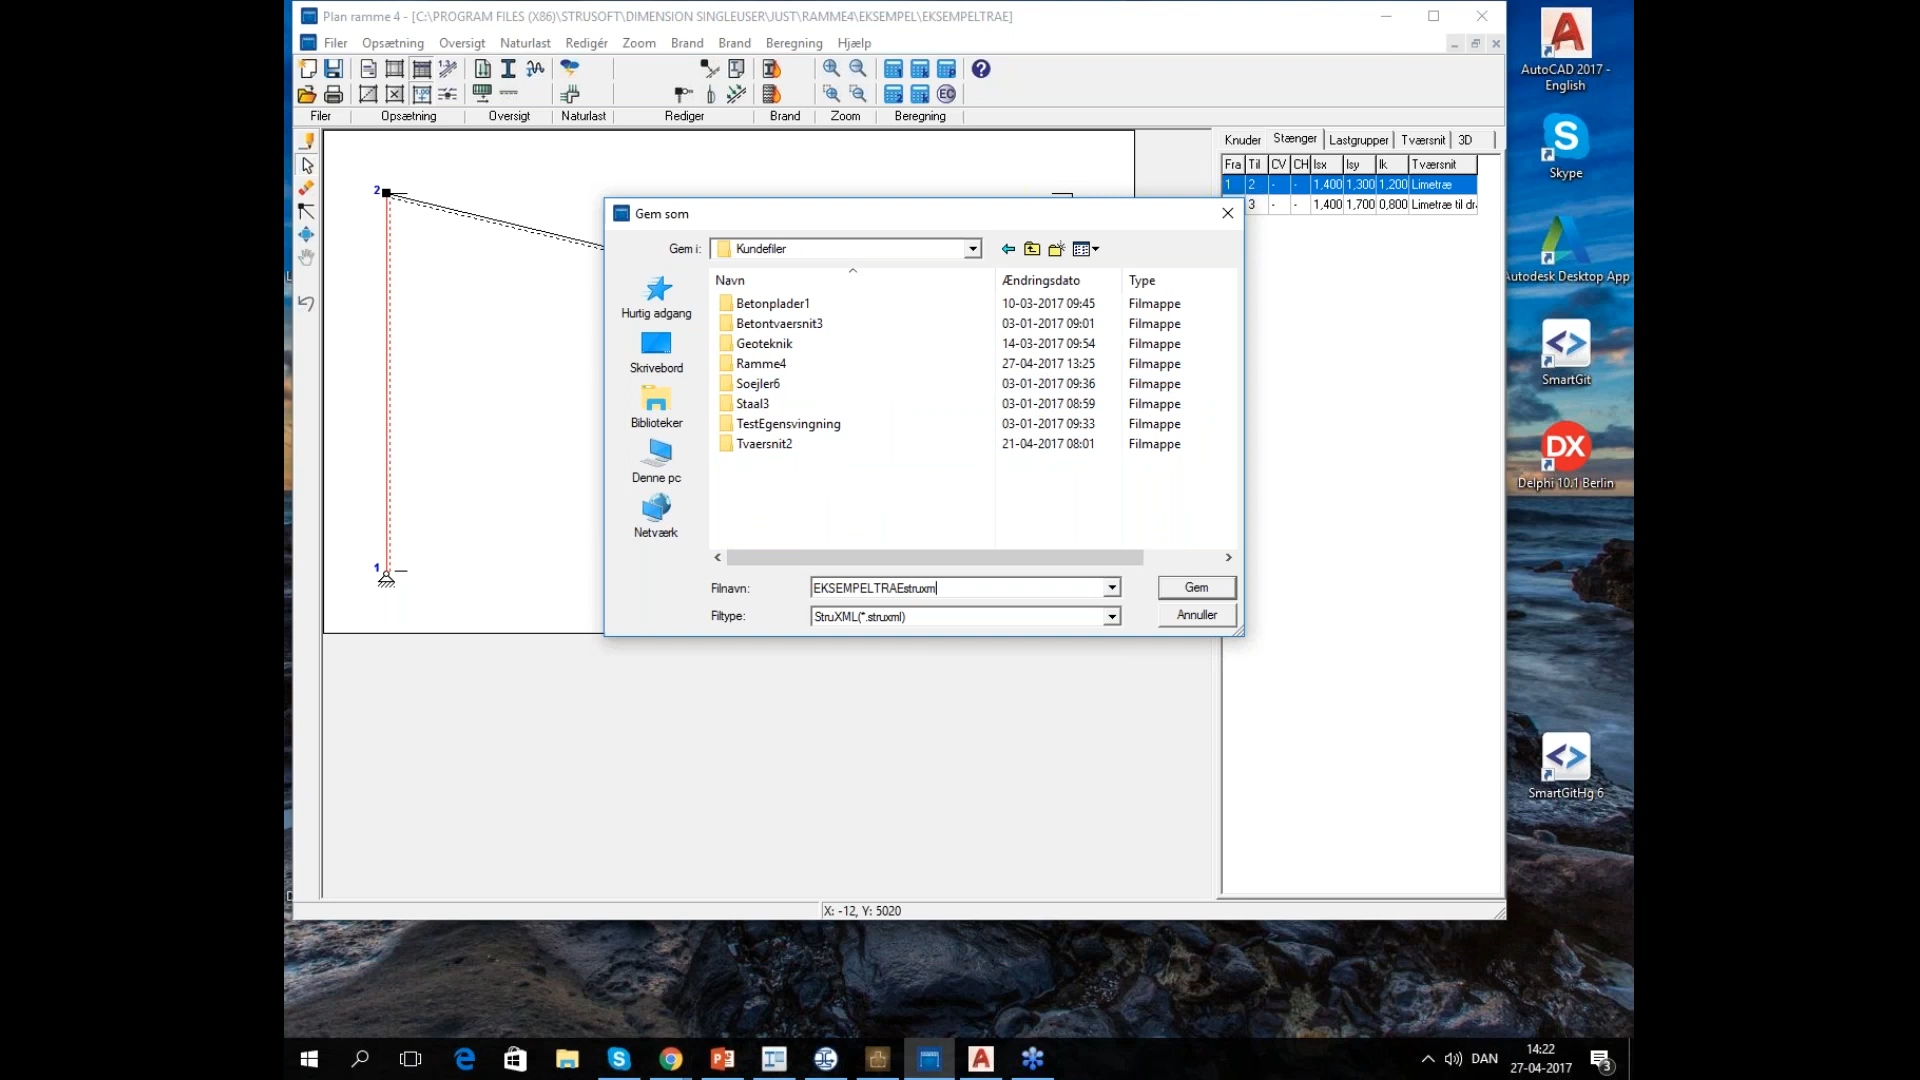 Plan ramme 4 - [C:\PROGRAM FILES (X86)\STRUSOFT\DIMENSION SINGLEUSER\JUST\RAMME4\EKSEMPEL\EKSEMPELTRAE]
Filer Opsætning Oversigt Naturlast Redigér Zoom Brand Brand Beregning Hjælp
Filer Opsætning Oversigt Naturlast Rediger Brand Zoom Beregning
Knuder Stænger Lastgrupper Tværsnit 3D
Fra Til CV CH lsx lsy lk Tværsnit
1 2 - - 1,400 1,300 1,200 Limetræ
3 - - 1,400 1,700 0,800 Limetræ til dr
2
1
Gem som
Gem i: Kundefiler
Navn Ændringsdato Type
Betonplader1 10-03-2017 09:45 Filmappe
Betontvaersnit3 03-01-2017 09:01 Filmappe
Geoteknik 14-03-2017 09:54 Filmappe
Ramme4 27-04-2017 13:25 Filmappe
Soejler6 03-01-2017 09:36 Filmappe
Staal3 03-01-2017 08:59 Filmappe
TestEgensvingning 03-01-2017 09:33 Filmappe
Tvaersnit2 21-04-2017 08:01 Filmappe
Hurtig adgang
Skrivebord
Biblioteker
Denne pc
Netværk
Filnavn: EKSEMPELTRAEstruxm Gem
Filtype: StruXML(*.struxml) Annuller
X: -12, Y: 5020
AutoCAD 2017 -
English
Skype
Autodesk Desktop App
SmartGit
DX
Delphi 10.1 Berlin
SmartGitHg 6
DAN
14:22
27-04-2017
3